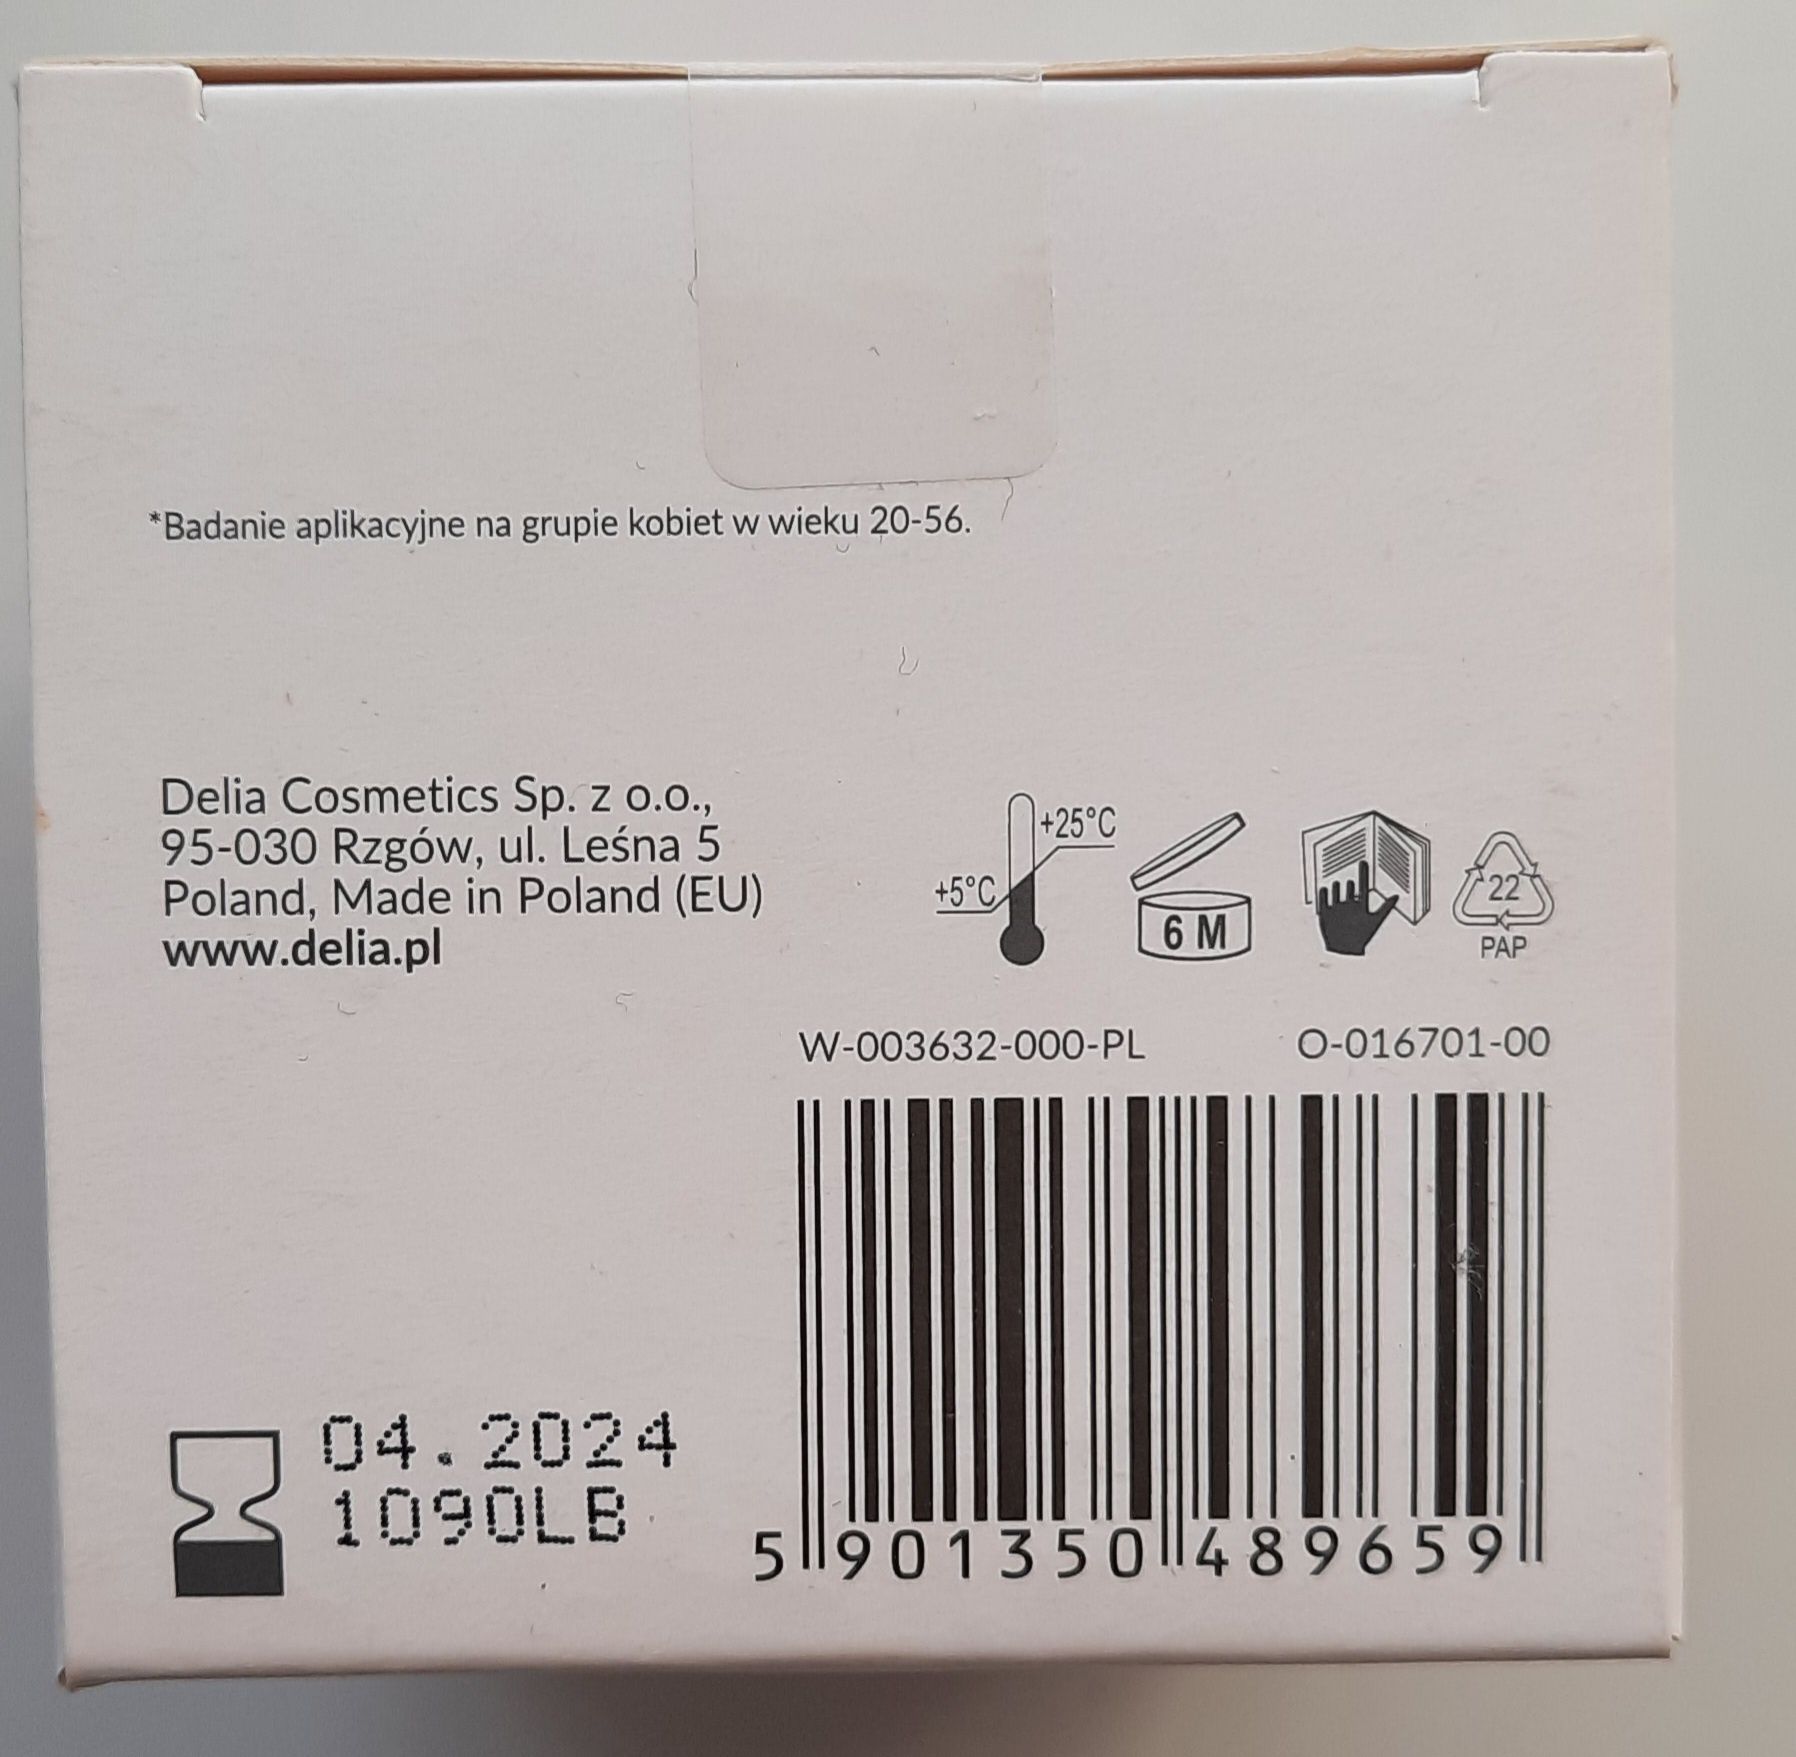 *Badanie aplikacyjne na grupie kobiet w wieku 20-56.
Delia Cosmetics Sp. z o.o.,
95-030 Rzgów, ul. Leśna 5
Poland, Made in Poland (EU)
www.delia.pl
+25°C
+5°C
6 M
22
PAP
W-003632-000-PL O-016701-00
04.2024
1090LB
5 901350 489659